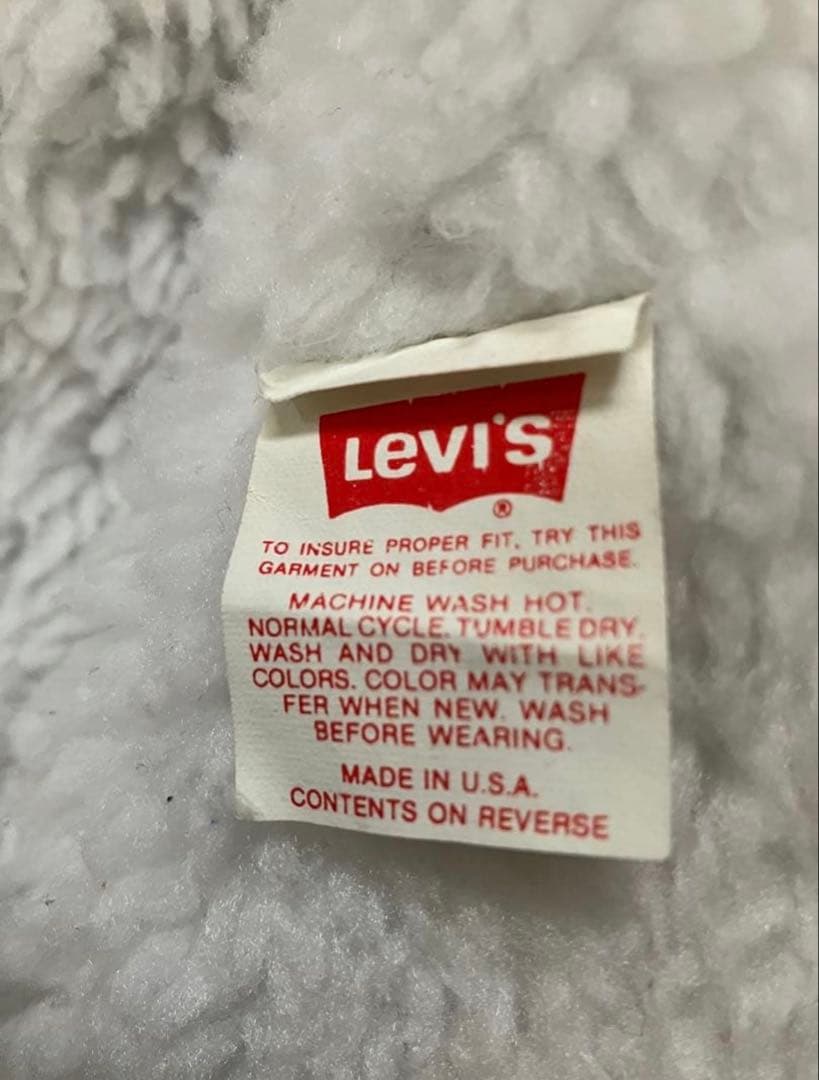 Levi's
®
TO INSURE PROPER FIT, TRY THIS
GARMENT ON BEFORE PURCHASE.
MACHINE WASH HOT.
NORMAL CYCLE. TUMBLE DRY.
WASH AND DRY WITH LIKE
COLORS. COLOR MAY TRANS-
FER WHEN NEW. WASH
BEFORE WEARING.
MADE IN U.S.A.
CONTENTS ON REVERSE